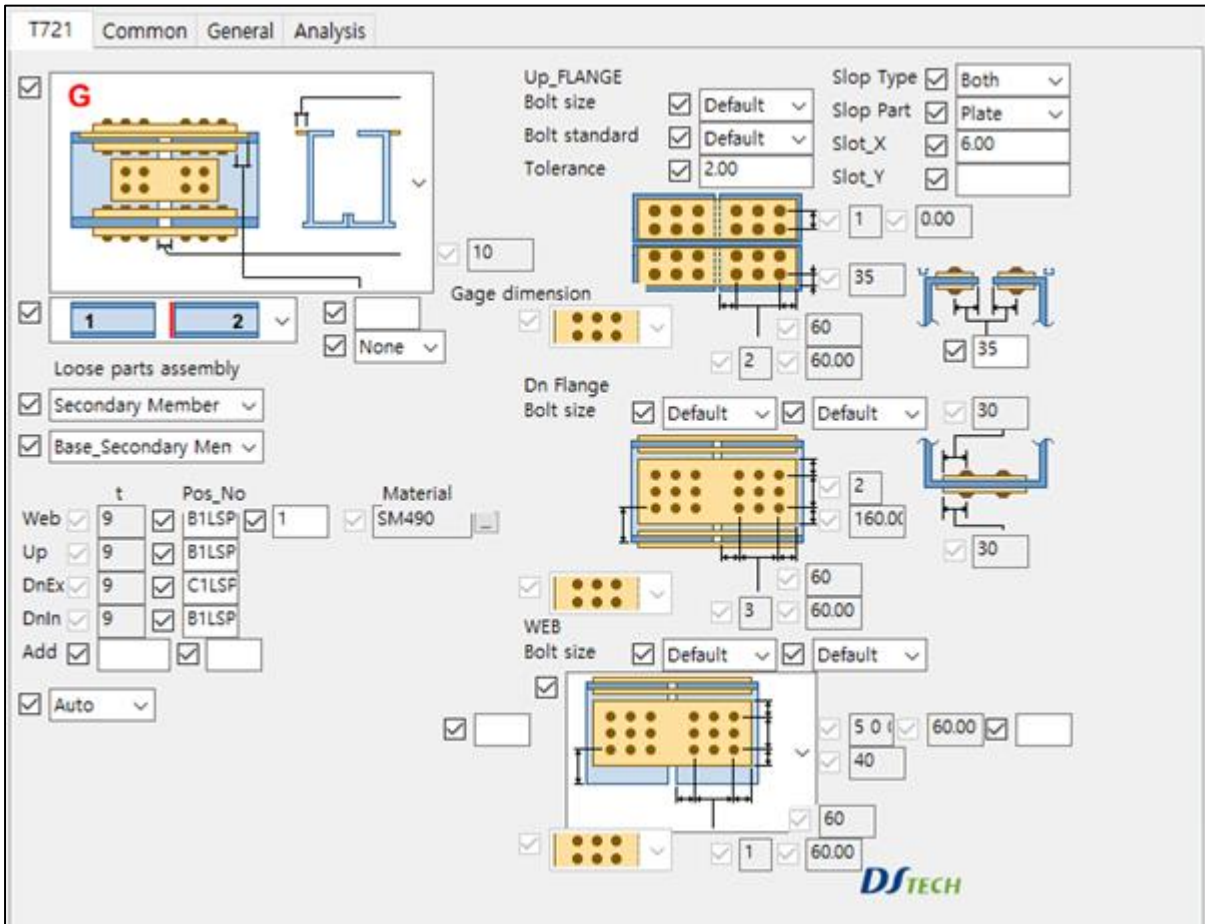 T721 Common General Analysis
G
10
1 2
None
Loose parts assembly
Secondary Member
Base_Secondary Men
t Pos_No Material
Web 9 B1LSP 1 SM490 ...
Up 9 B1LSP
DnEx 9 C1LSP
DnIn 9 B1LSP
Add
Auto
Up_FLANGE
Bolt size Default
Bolt standard Default
Tolerance 2.00
Slop Type Both
Slop Part Plate
Slot_X 6.00
Slot_Y
1 0.00
35
Gage dimension
60
2 60.00
35
Dn Flange
Bolt size Default Default
30
2
160.00
30
60
3 60.00
WEB
Bolt size Default Default
5 0 0 60.00
40
60
1 60.00
DSTECH